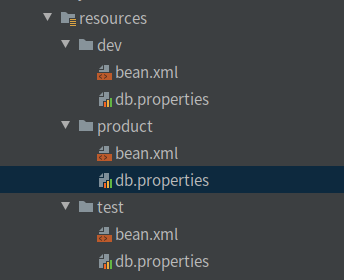 resources
dev
bean.xml
db.properties
product
bean.xml
db.properties
test
bean.xml
db.properties